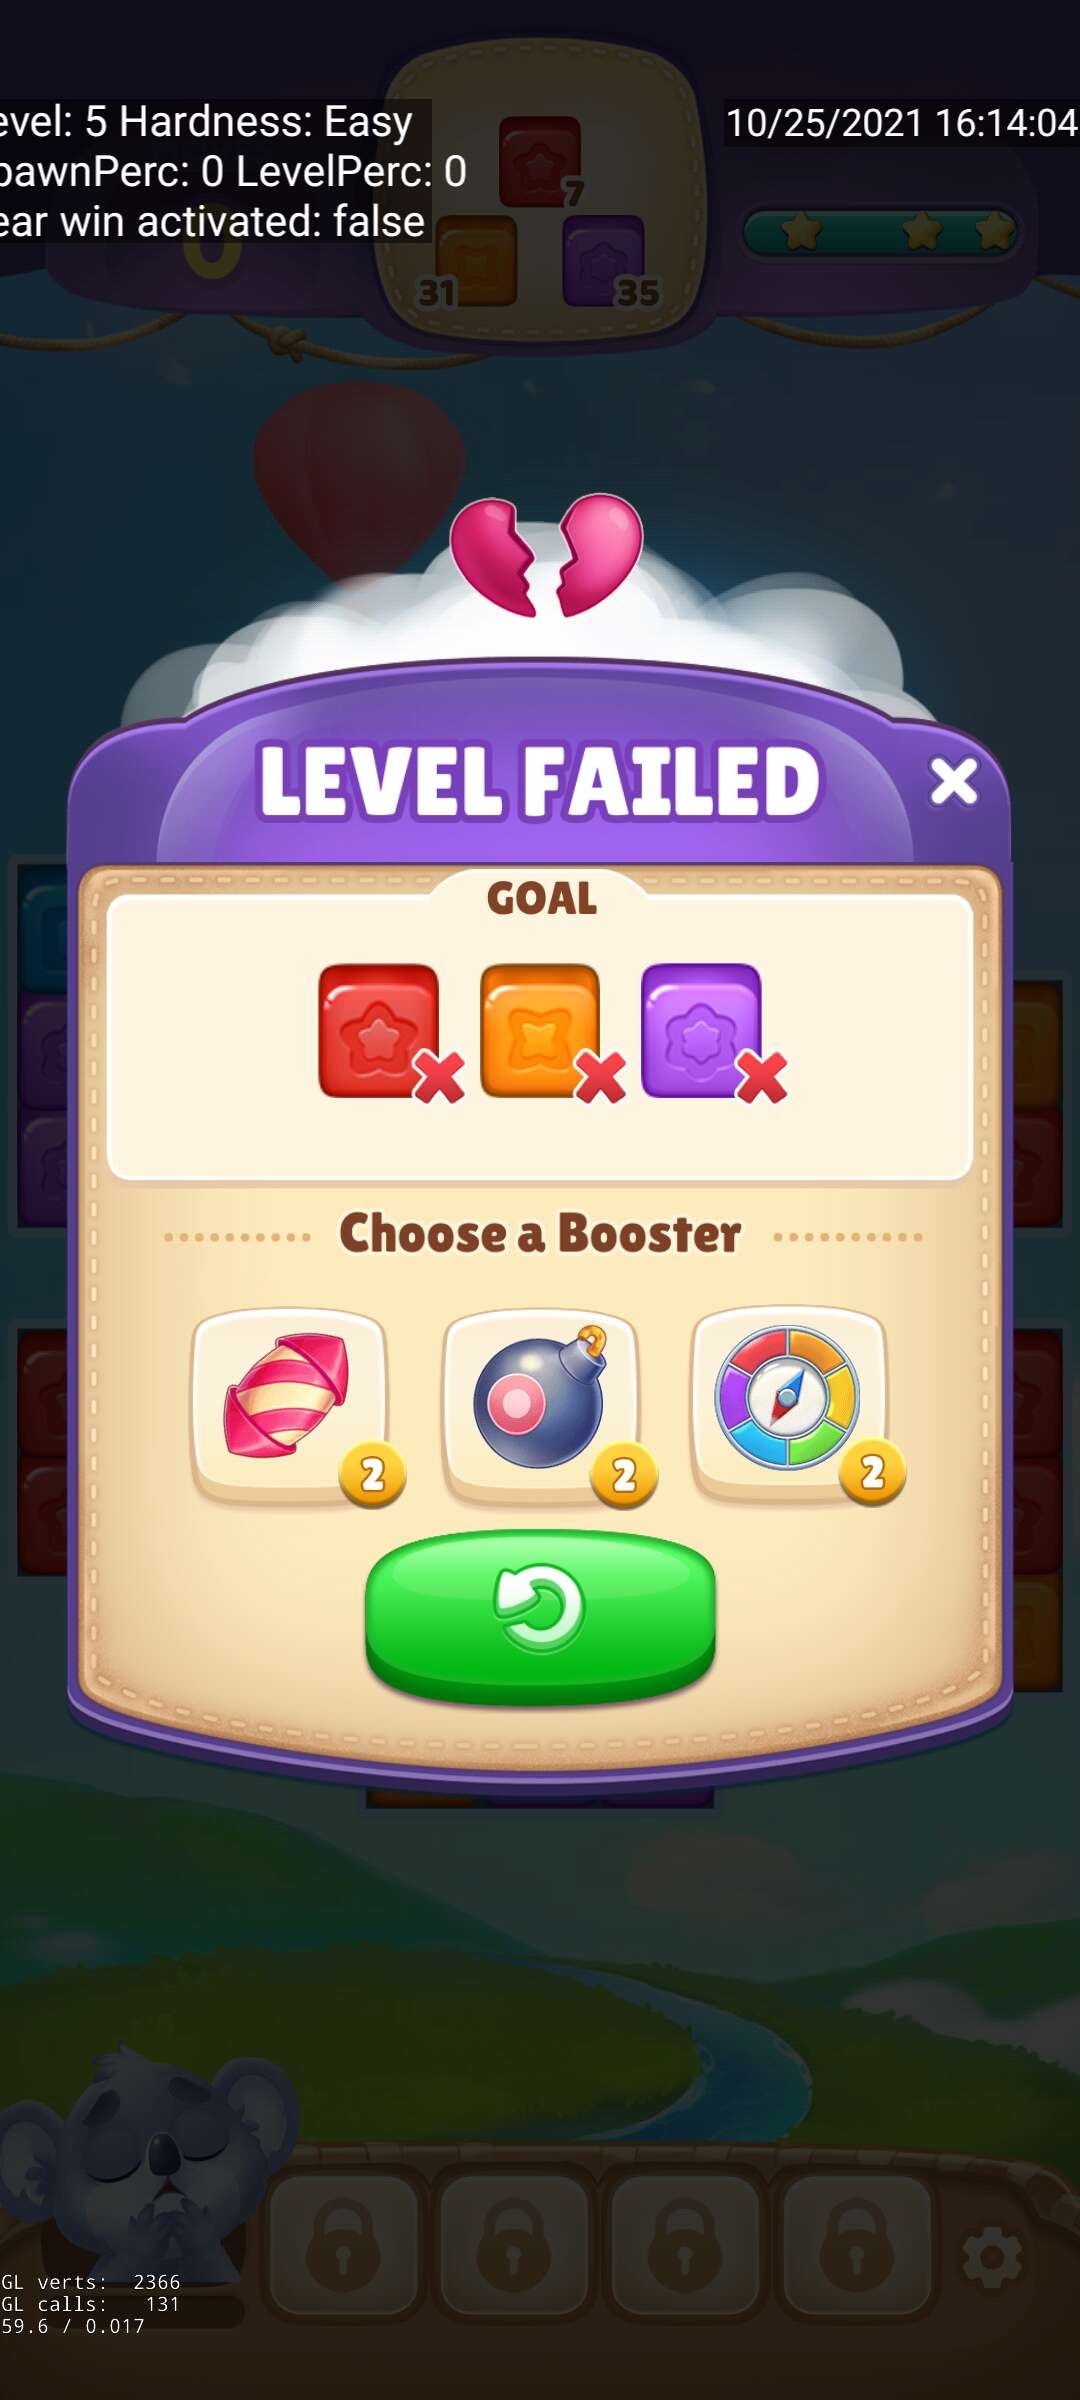 evel: 5 Hardness: Easy
pawnPerc: 0 LevelPerc: 0
ear win activated: false
10/25/2021 16:14:04
0
7
31
35
LEVEL FAILED
GOAL
Choose a Booster
2
2
2
GL verts: 2366
GL calls: 131
59.6 / 0.017